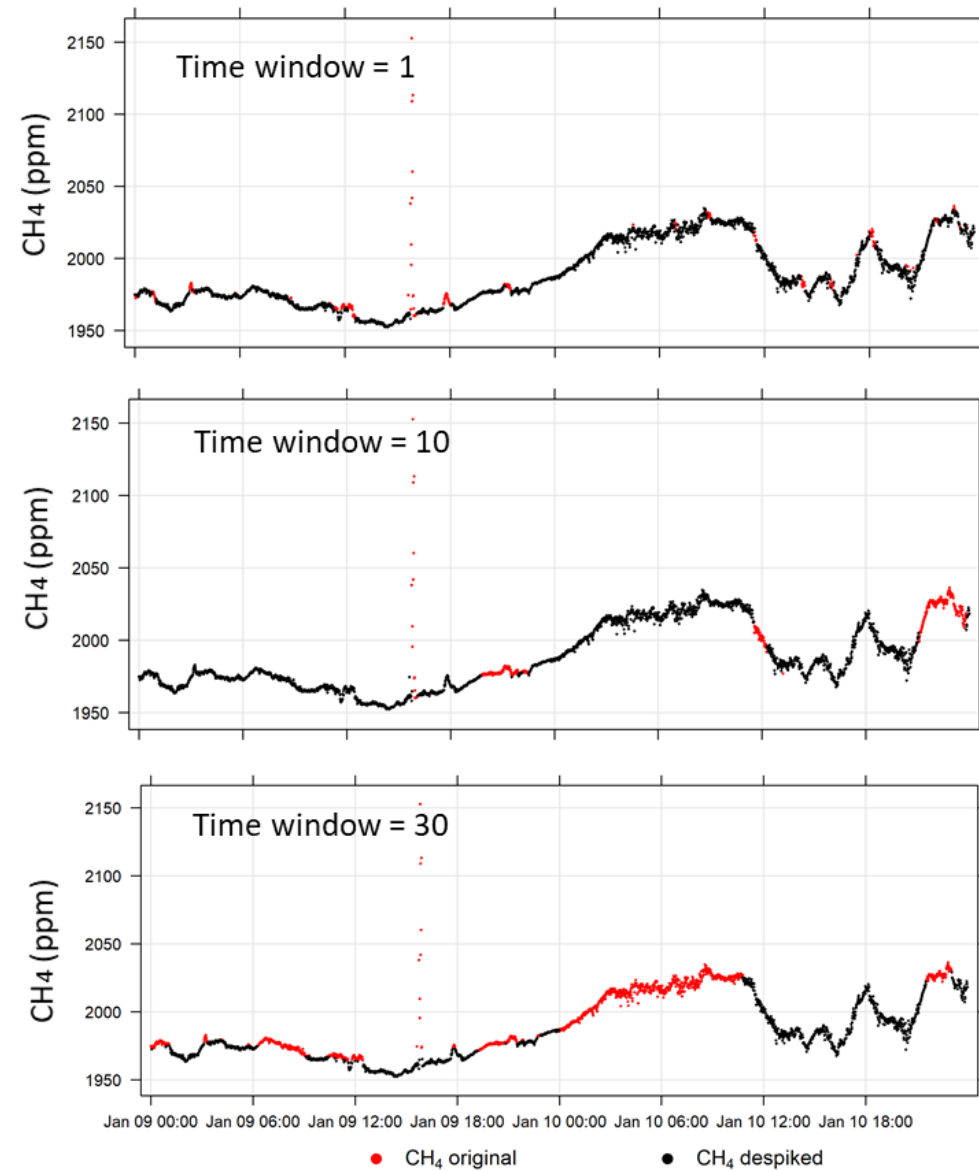 Time window = 1
CH4 (ppm)
2150
2100
2050
2000
1950
Time window = 10
CH4 (ppm)
2150
2100
2050
2000
1950
Time window = 30
CH4 (ppm)
2150
2100
2050
2000
1950
Jan 09 00:00 Jan 09 06:00 Jan 09 12:00 Jan 09 18:00 Jan 10 00:00 Jan 10 06:00 Jan 10 12:00 Jan 10 18:00
CH₄ original CH₄ despiked